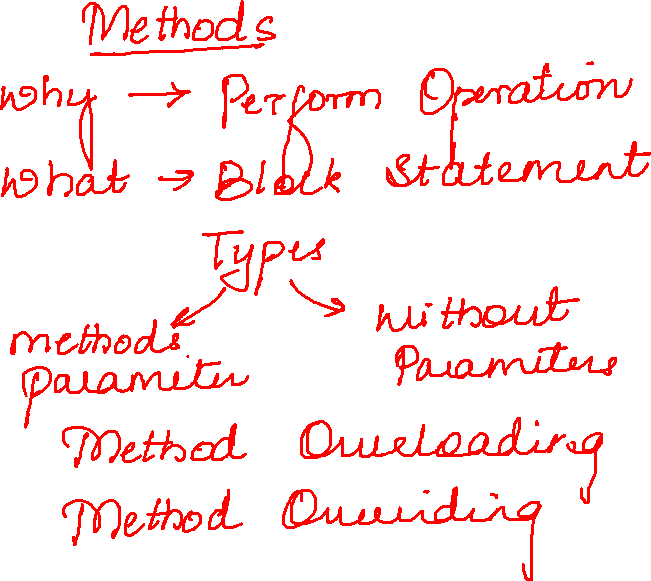 Methods
Why → Perform Operation
What → Block Statement
Types
methods Parameter
Without Parameters
Method Overloading
Method Overriding